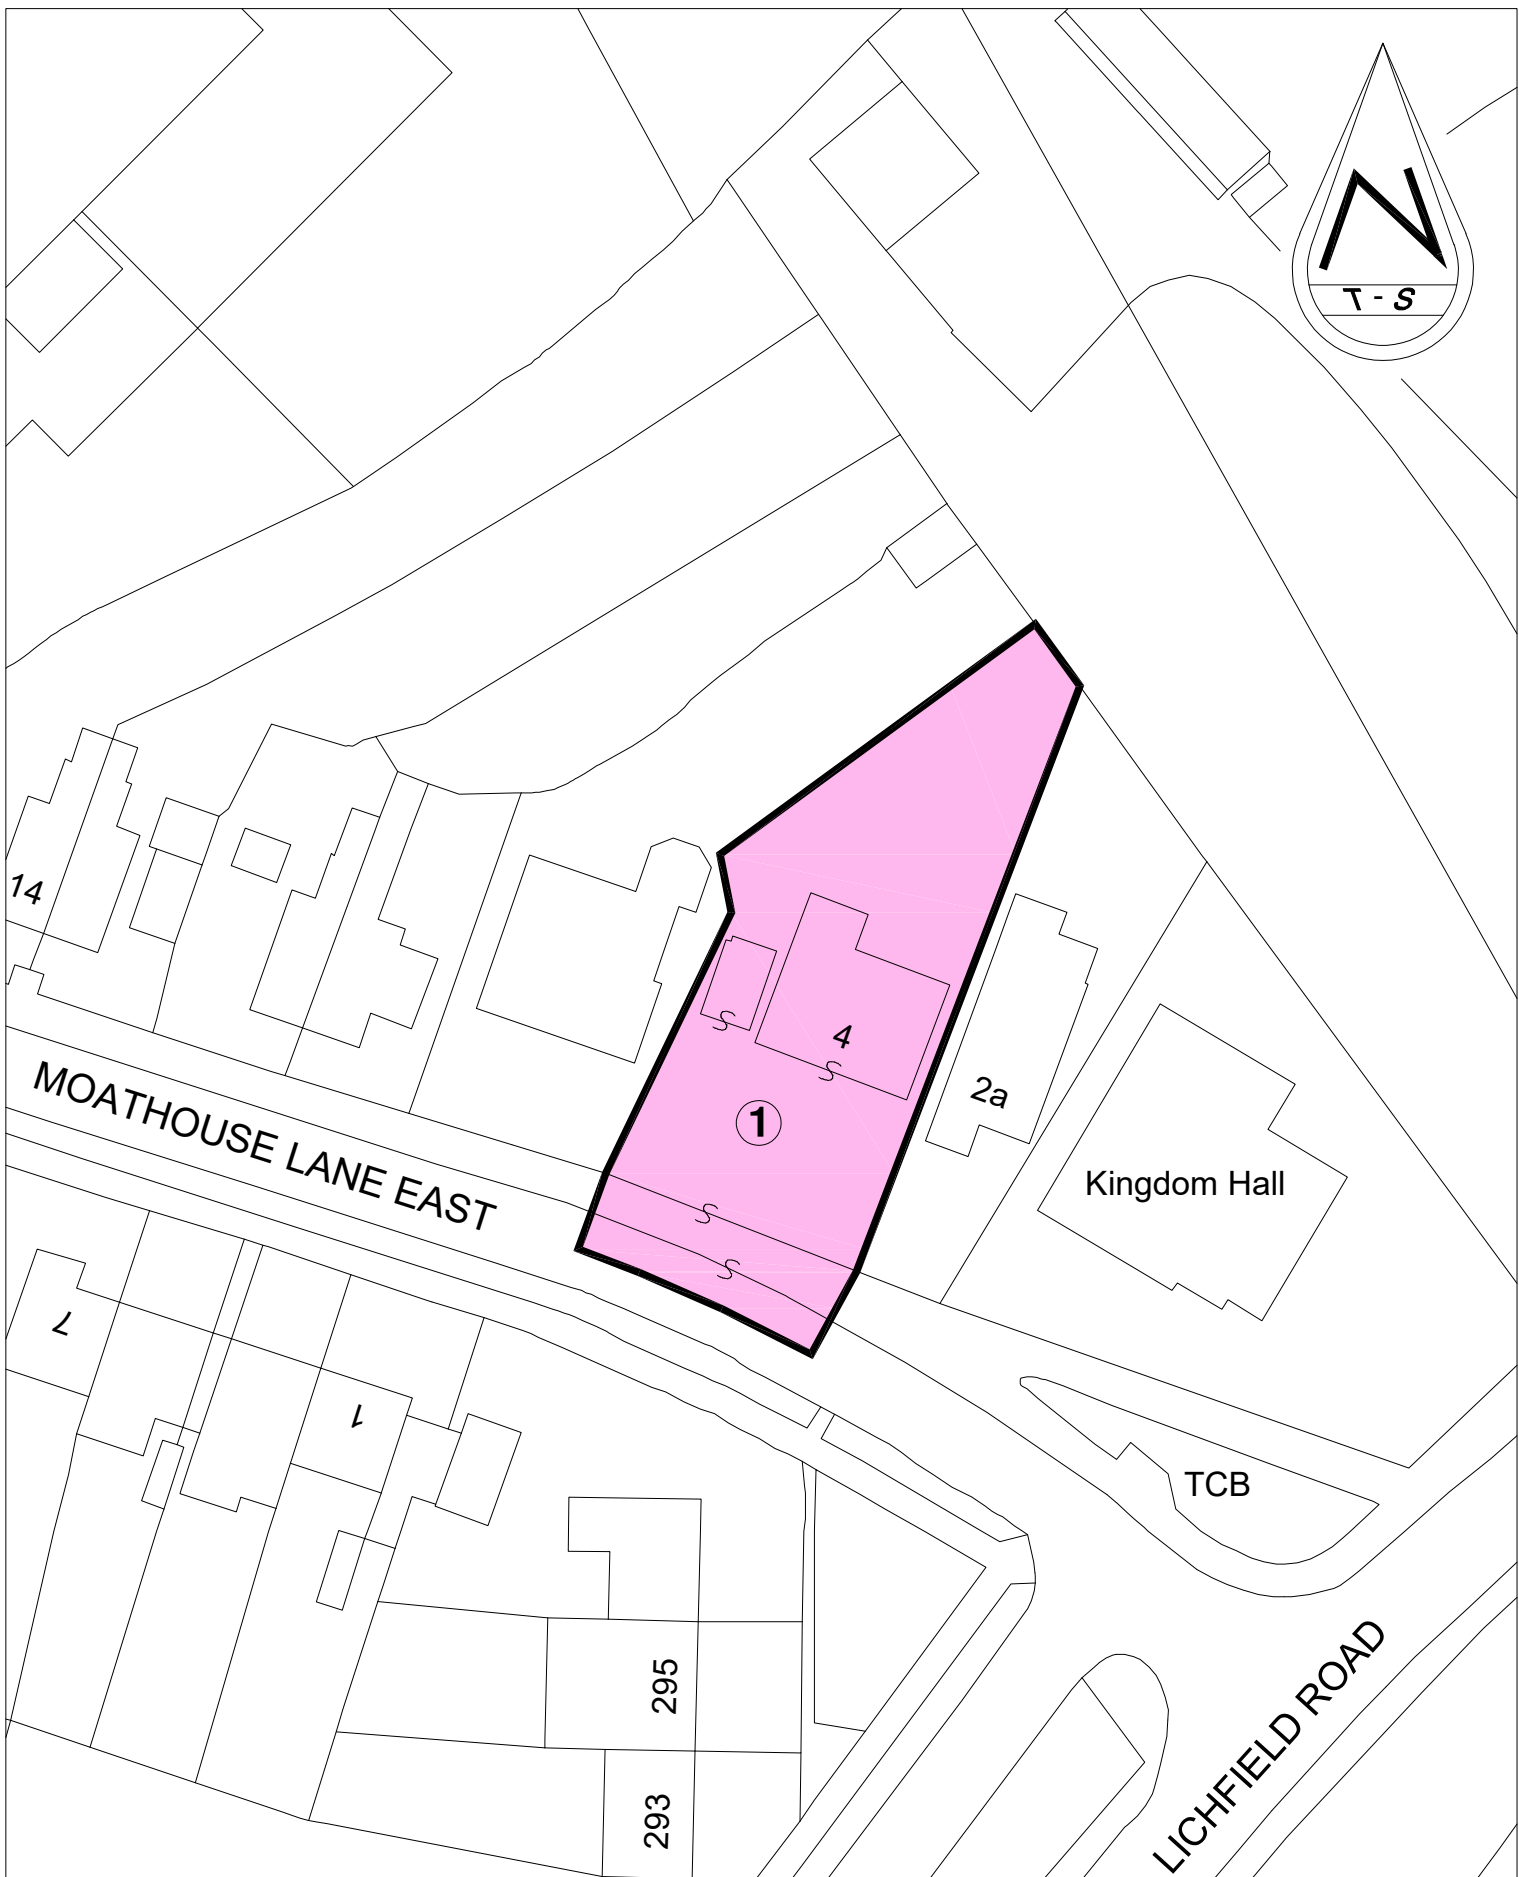 N
T - S
14
4
2a
1
MOATHOUSE LANE EAST
Kingdom Hall
7
1
TCB
295
LICHFIELD ROAD
293